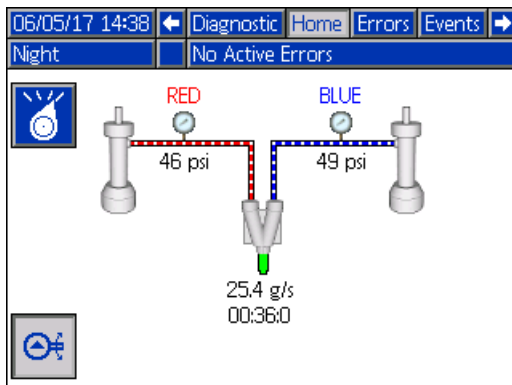 06/05/17 14:38 Diagnostic Home Errors Events
Night No Active Errors
RED BLUE
46 psi 49 psi
25.4 g/s
00:36:0